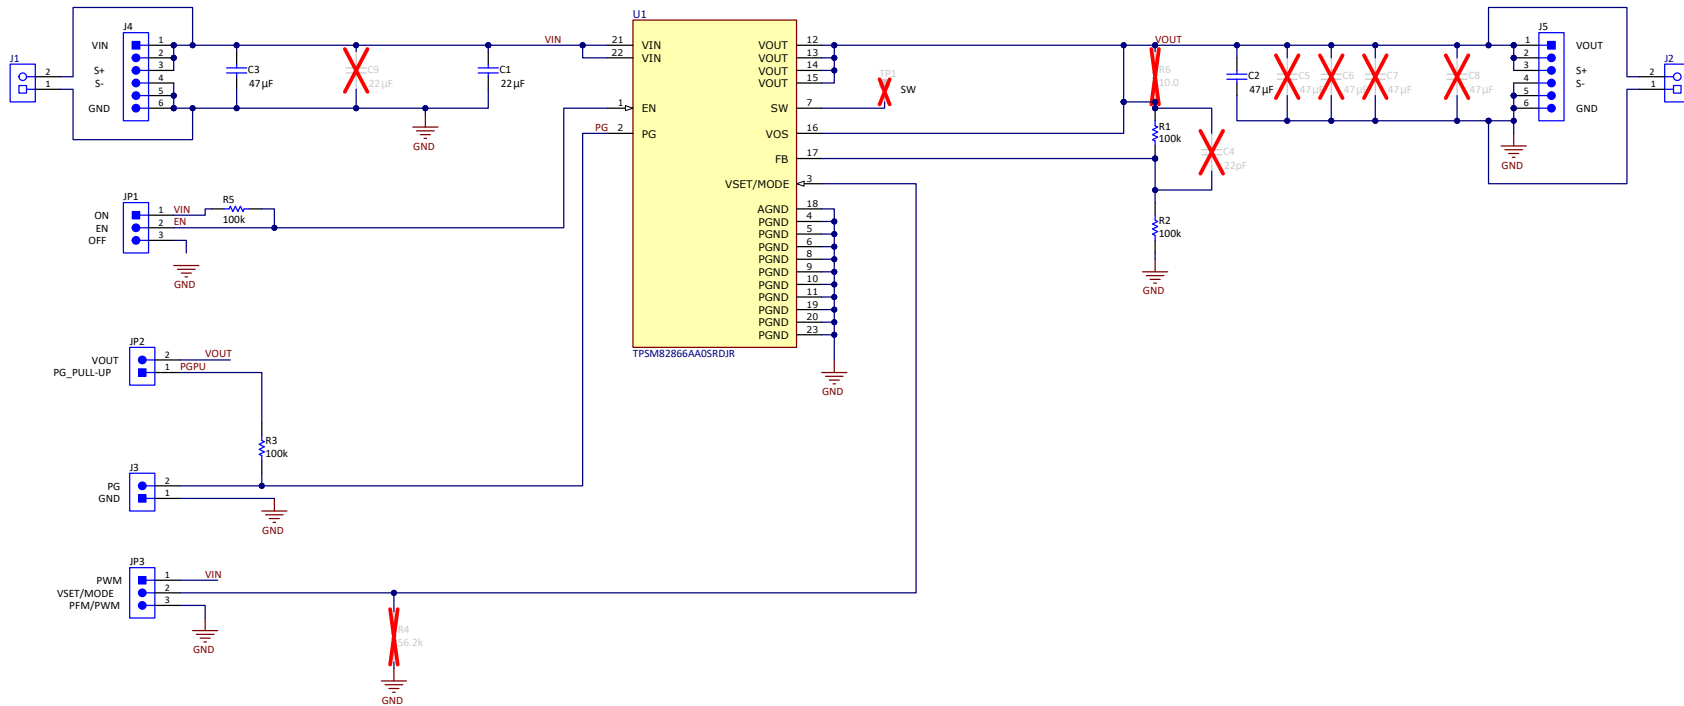 J1
2
1
J4
VIN
S+
S-
GND
1
2
3
4
5
6
C3
47µF
C9
22µF
C1
22µF
GND
VIN
U1
21 VIN
22 VIN
1 EN
PG 2 PG
VOUT 12
VOUT 13
VOUT 14
VOUT 15
SW 7
VOS 16
FB 17
VSET/MODE 3
AGND 18
PGND 4
PGND 5
PGND 6
PGND 8
PGND 9
PGND 10
PGND 11
PGND 19
PGND 20
PGND 23
TPSM82866AA0SRDJR
GND
TP1
SW
VOUT
R6
10.0
R1
100k
C4
22pF
R2
100k
GND
C2
47µF
C5
47µF
C6
47µF
C7
47µF
C8
47µF
J5
1
2
3
4
5
6
VOUT
S+
S-
GND
GND
J2
2
1
JP1
ON 1 VIN
EN 2 EN
OFF 3
R5
100k
GND
JP2
VOUT 2 VOUT
PG_PULL-UP 1 PGPU
R3
100k
J3
PG 2
GND 1
GND
JP3
PWM 1 VIN
VSET/MODE 2
PFM/PWM 3
GND
R4
56.2k
GND